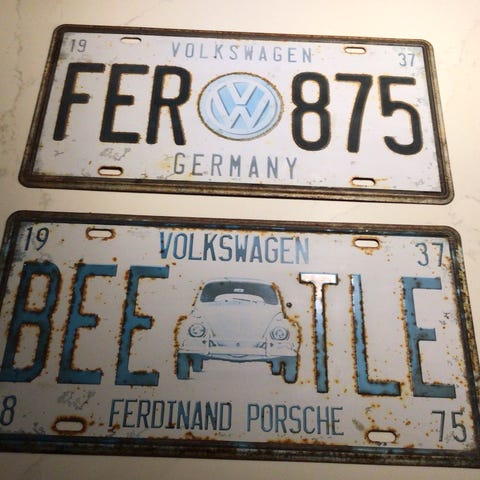 19 VOLKSWAGEN 37
FER 875
GERMANY
19 VOLKSWAGEN 37
BEE TLE
8 FERDINAND PORSCHE 75